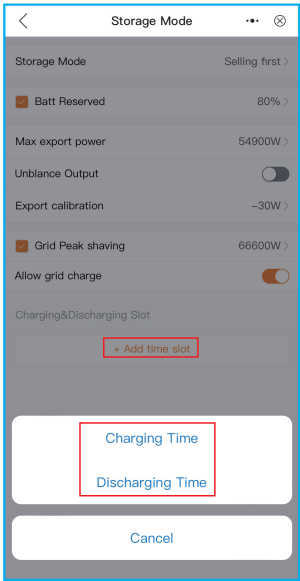 Storage Mode
Storage Mode Selling first
Batt Reserved 80%
Max export power 54900W
Unblance Output
Export calibration -30W
Grid Peak shaving 66600W
Allow grid charge
Charging&Discharging Slot
+ Add time slot
Charging Time
Discharging Time
Cancel